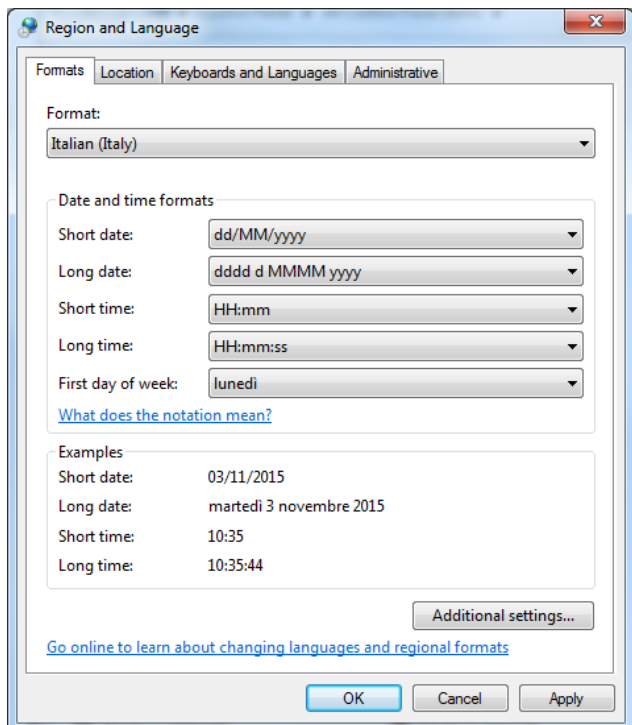 Region and Language
Formats Location Keyboards and Languages Administrative
Format:
Italian (Italy)
Date and time formats
Short date: dd/MM/yyyy
Long date: dddd d MMMM yyyy
Short time: HH:mm
Long time: HH:mm:ss
First day of week: lunedì
What does the notation mean?
Examples
Short date: 03/11/2015
Long date: martedì 3 novembre 2015
Short time: 10:35
Long time: 10:35:44
Additional settings...
Go online to learn about changing languages and regional formats
OK Cancel Apply